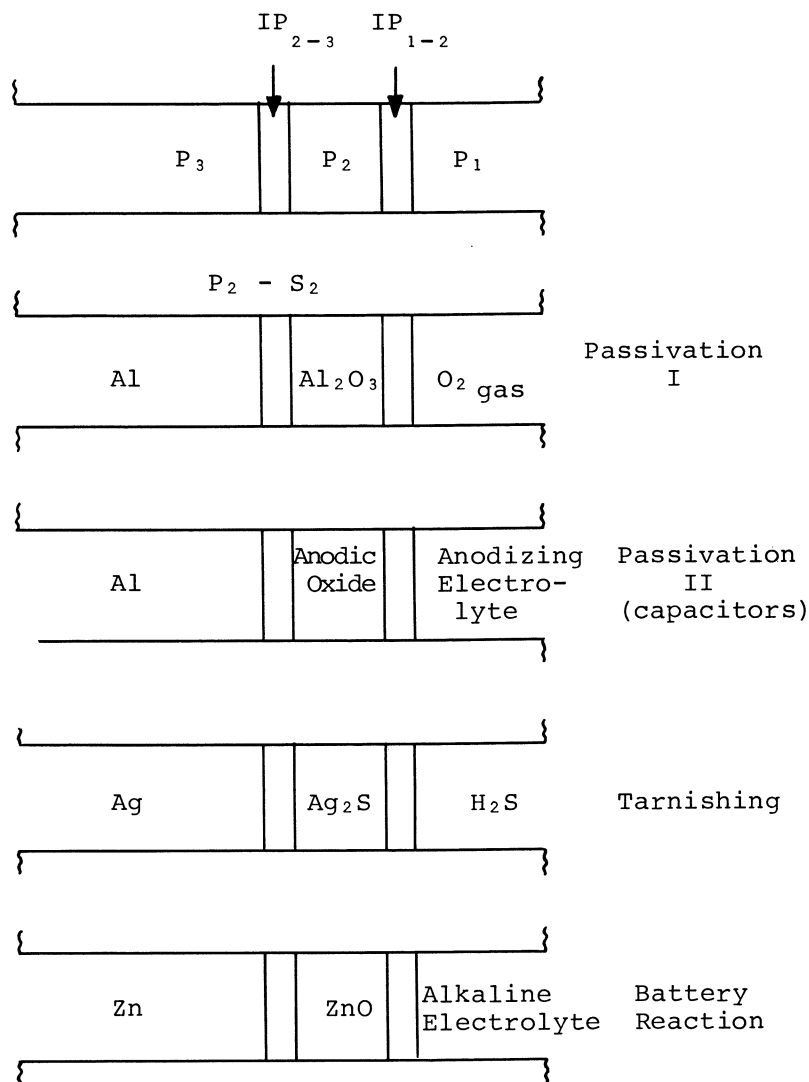 IP₂₋₃ IP₁₋₂
P₃ P₂ P₁
P₂ - S₂
Al Al₂O₃ O₂ gas
Passivation
I
Al
Anodic
Oxide
Anodizing
Electro-
lyte
Passivation
II
(capacitors)
Ag Ag₂S H₂S Tarnishing
Zn ZnO
Alkaline
Electrolyte
Battery
Reaction